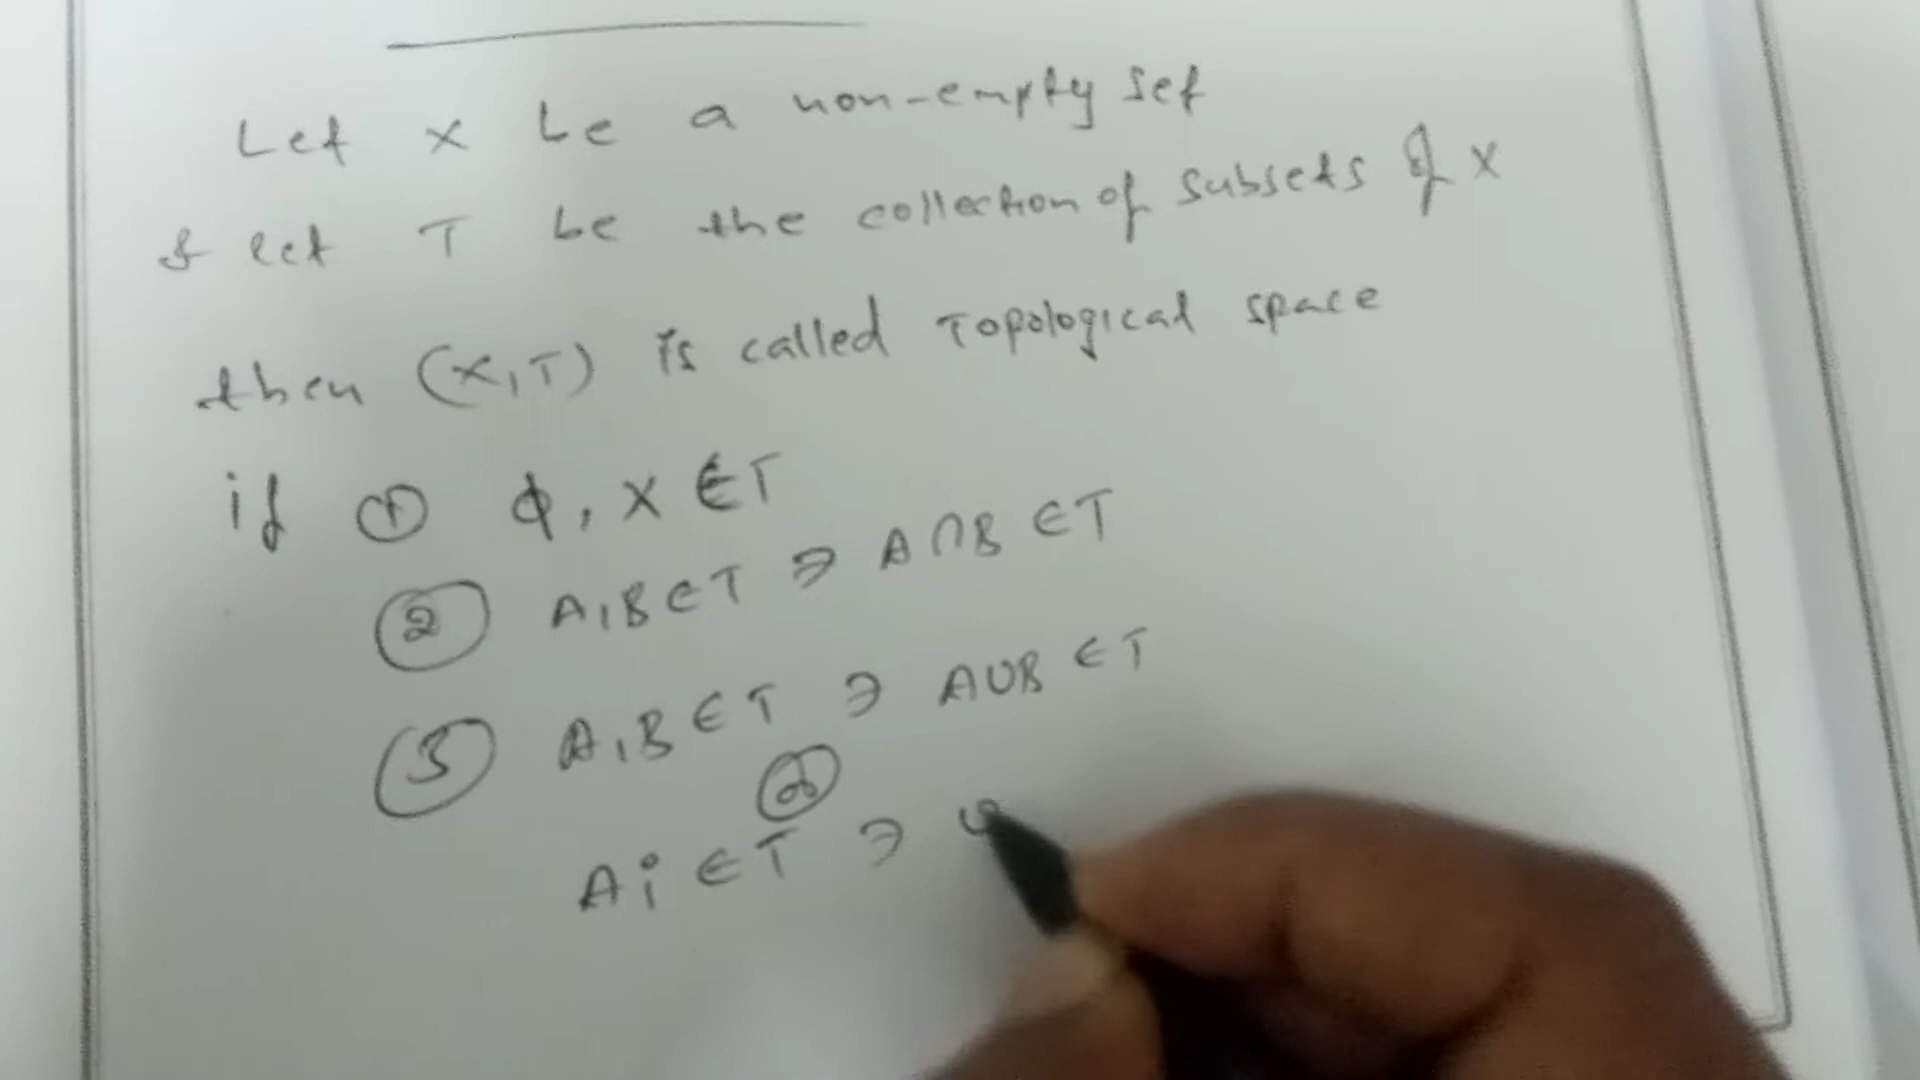 Let X be a non-empty set
& let T be the collection of subsets of X
then (X,T) is called Topological space
if ① ϕ, X ∈ T
② A,B ∈ T ∋ A∩B ∈ T
③ A,B ∈ T ∋ A∪B ∈ T
Ai ∈ T ∋